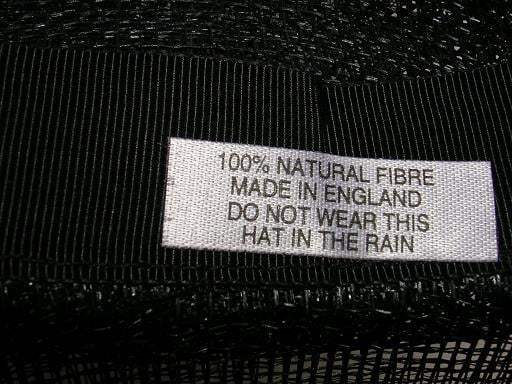 100% NATURAL FIBRE
MADE IN ENGLAND
DO NOT WEAR THIS
HAT IN THE RAIN